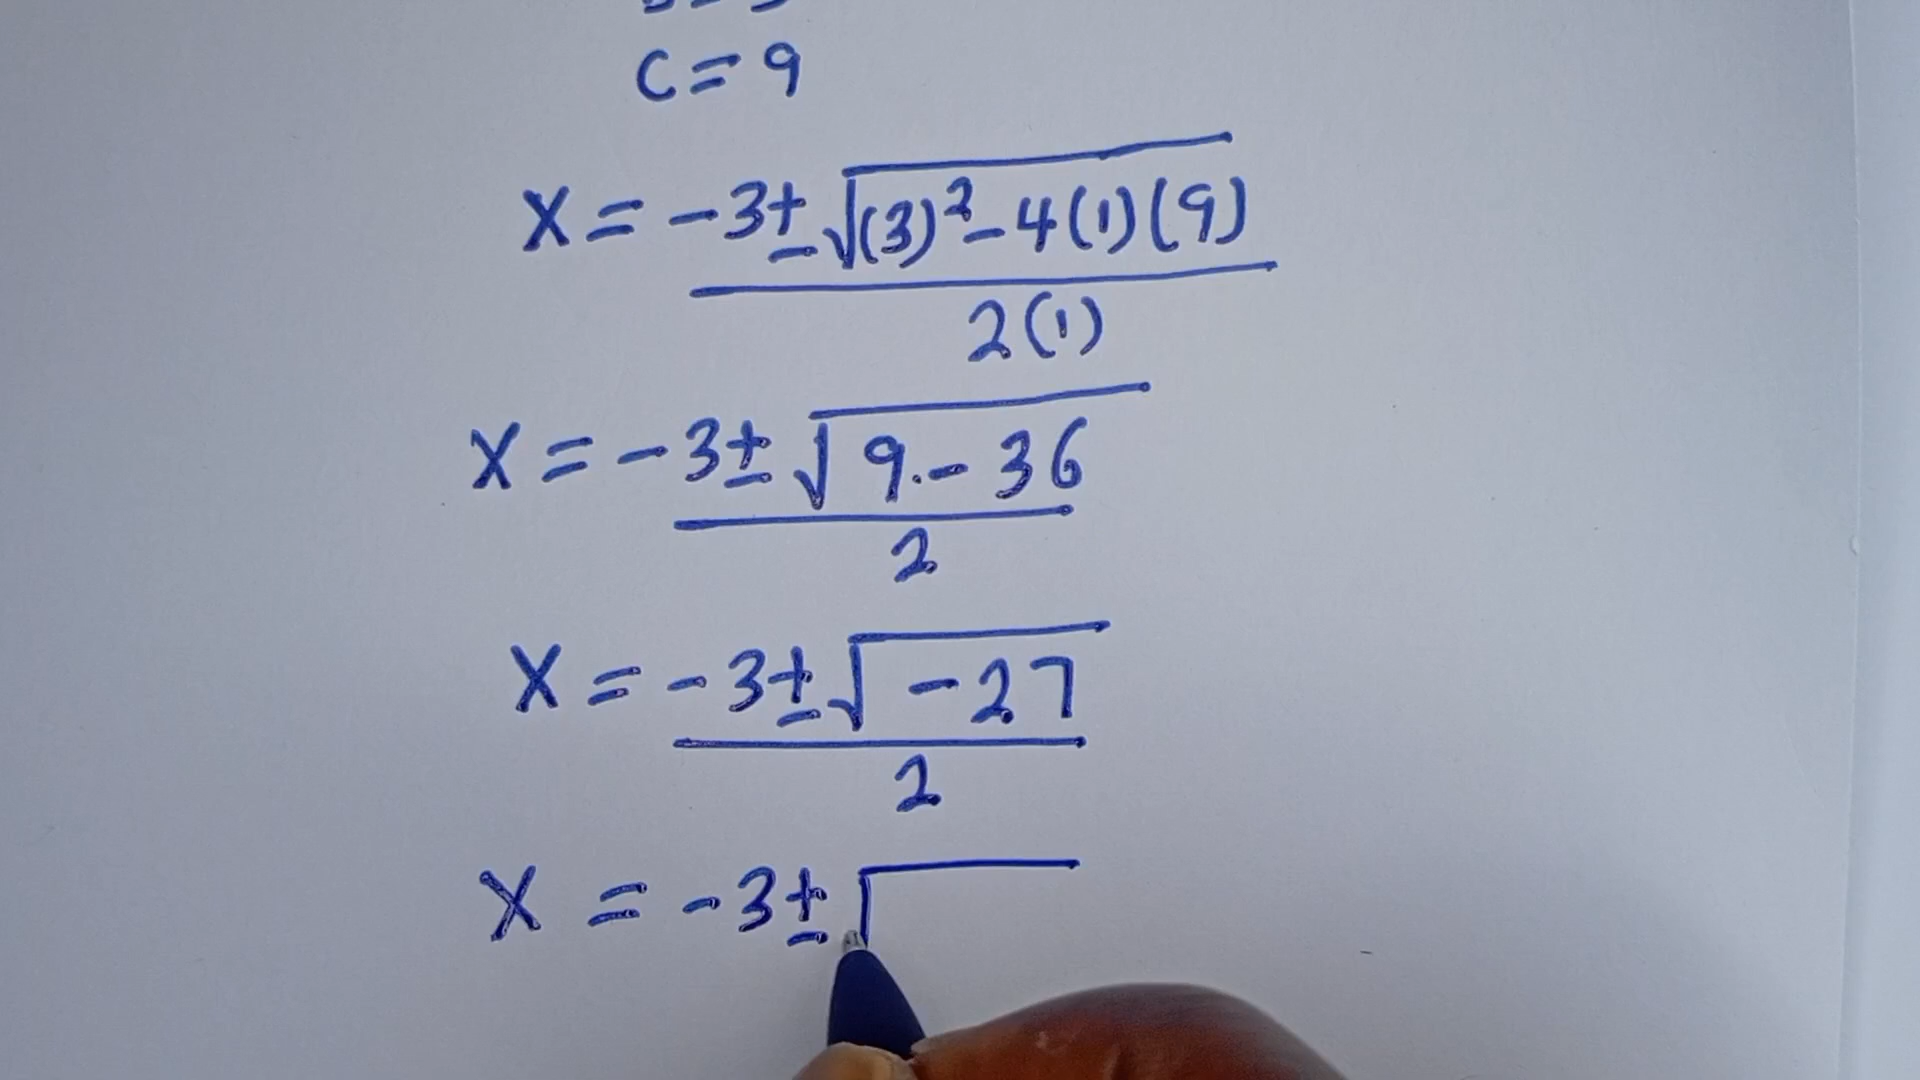 C = 9
X = -3 ± √(3)² - 4(1)(9)
2(1)
X = -3 ± √9 - 36
2
X = -3 ± √-27
2
X = -3 ± √